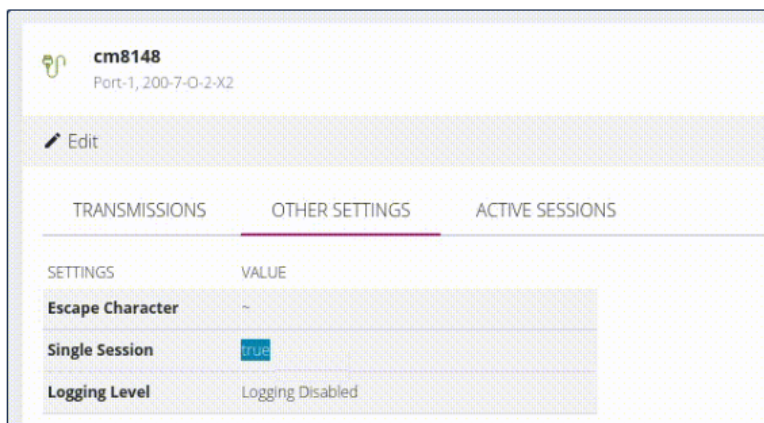 cm8148
Port-1, 200-7-O-2-X2
Edit
TRANSMISSIONS OTHER SETTINGS ACTIVE SESSIONS
SETTINGS VALUE
Escape Character ~
Single Session true
Logging Level Logging Disabled